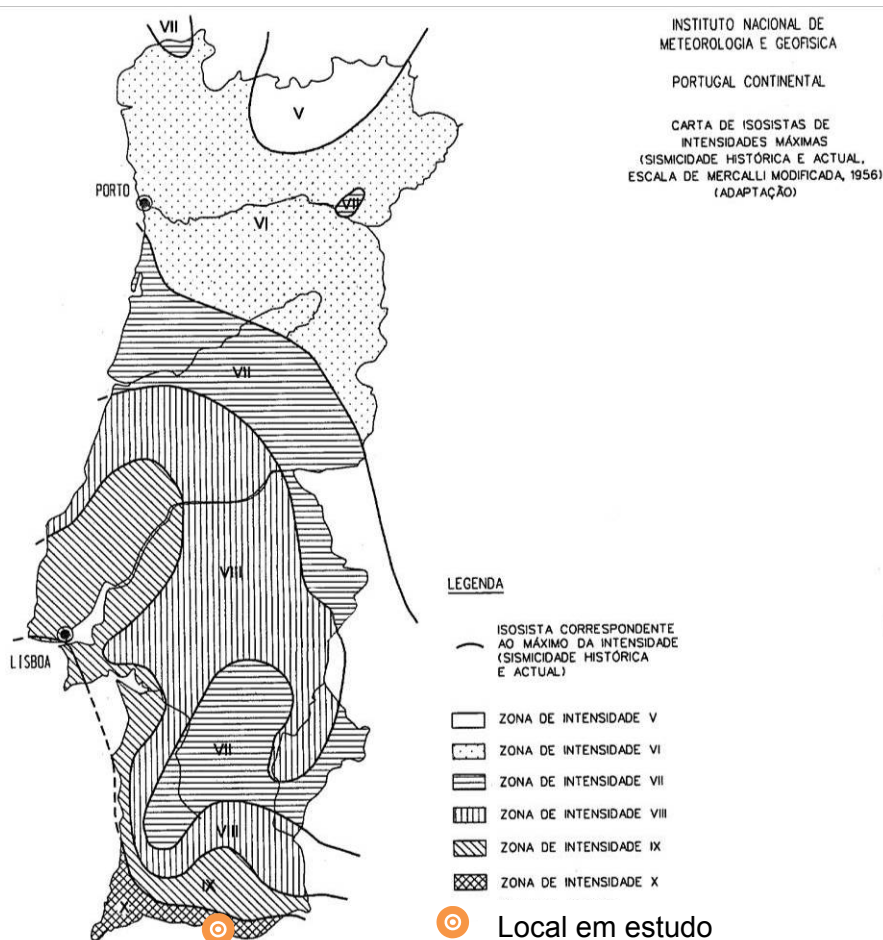 INSTITUTO NACIONAL DE
METEOROLOGIA E GEOFISICA
PORTUGAL CONTINENTAL
CARTA DE ISOSISTAS DE
INTENSIDADES MÁXIMAS
(SISMICIDADE HISTÓRICA E ACTUAL,
ESCALA DE MERCALLI MODIFICADA, 1956)
(ADAPTAÇÃO)
VII
V
PORTO
VII
VI
VII
VIII
LISBOA
VII
VIII
IX
X
LEGENDA
ISOSISTA CORRESPONDENTE
AO MÁXIMO DA INTENSIDADE
(SISMICIDADE HISTÓRICA
E ACTUAL)
ZONA DE INTENSIDADE V
ZONA DE INTENSIDADE VI
ZONA DE INTENSIDADE VII
ZONA DE INTENSIDADE VIII
ZONA DE INTENSIDADE IX
ZONA DE INTENSIDADE X
Local em estudo